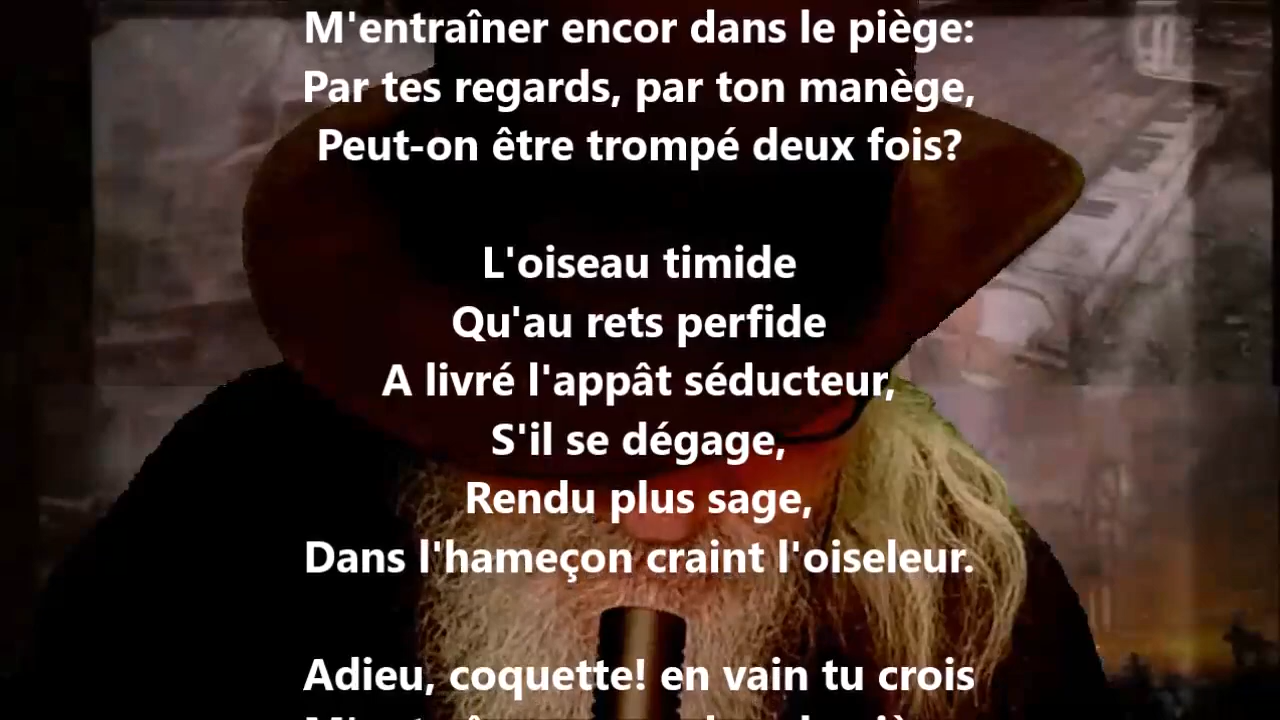 M'entraîner encor dans le piège:
Par tes regards, par ton manège,
Peut-on être trompé deux fois?
L'oiseau timide
Qu'au rets perfide
A livré l'appât séducteur,
S'il se dégage,
Rendu plus sage,
Dans l'hameçon craint l'oiseleur.
Adieu, coquette! en vain tu crois